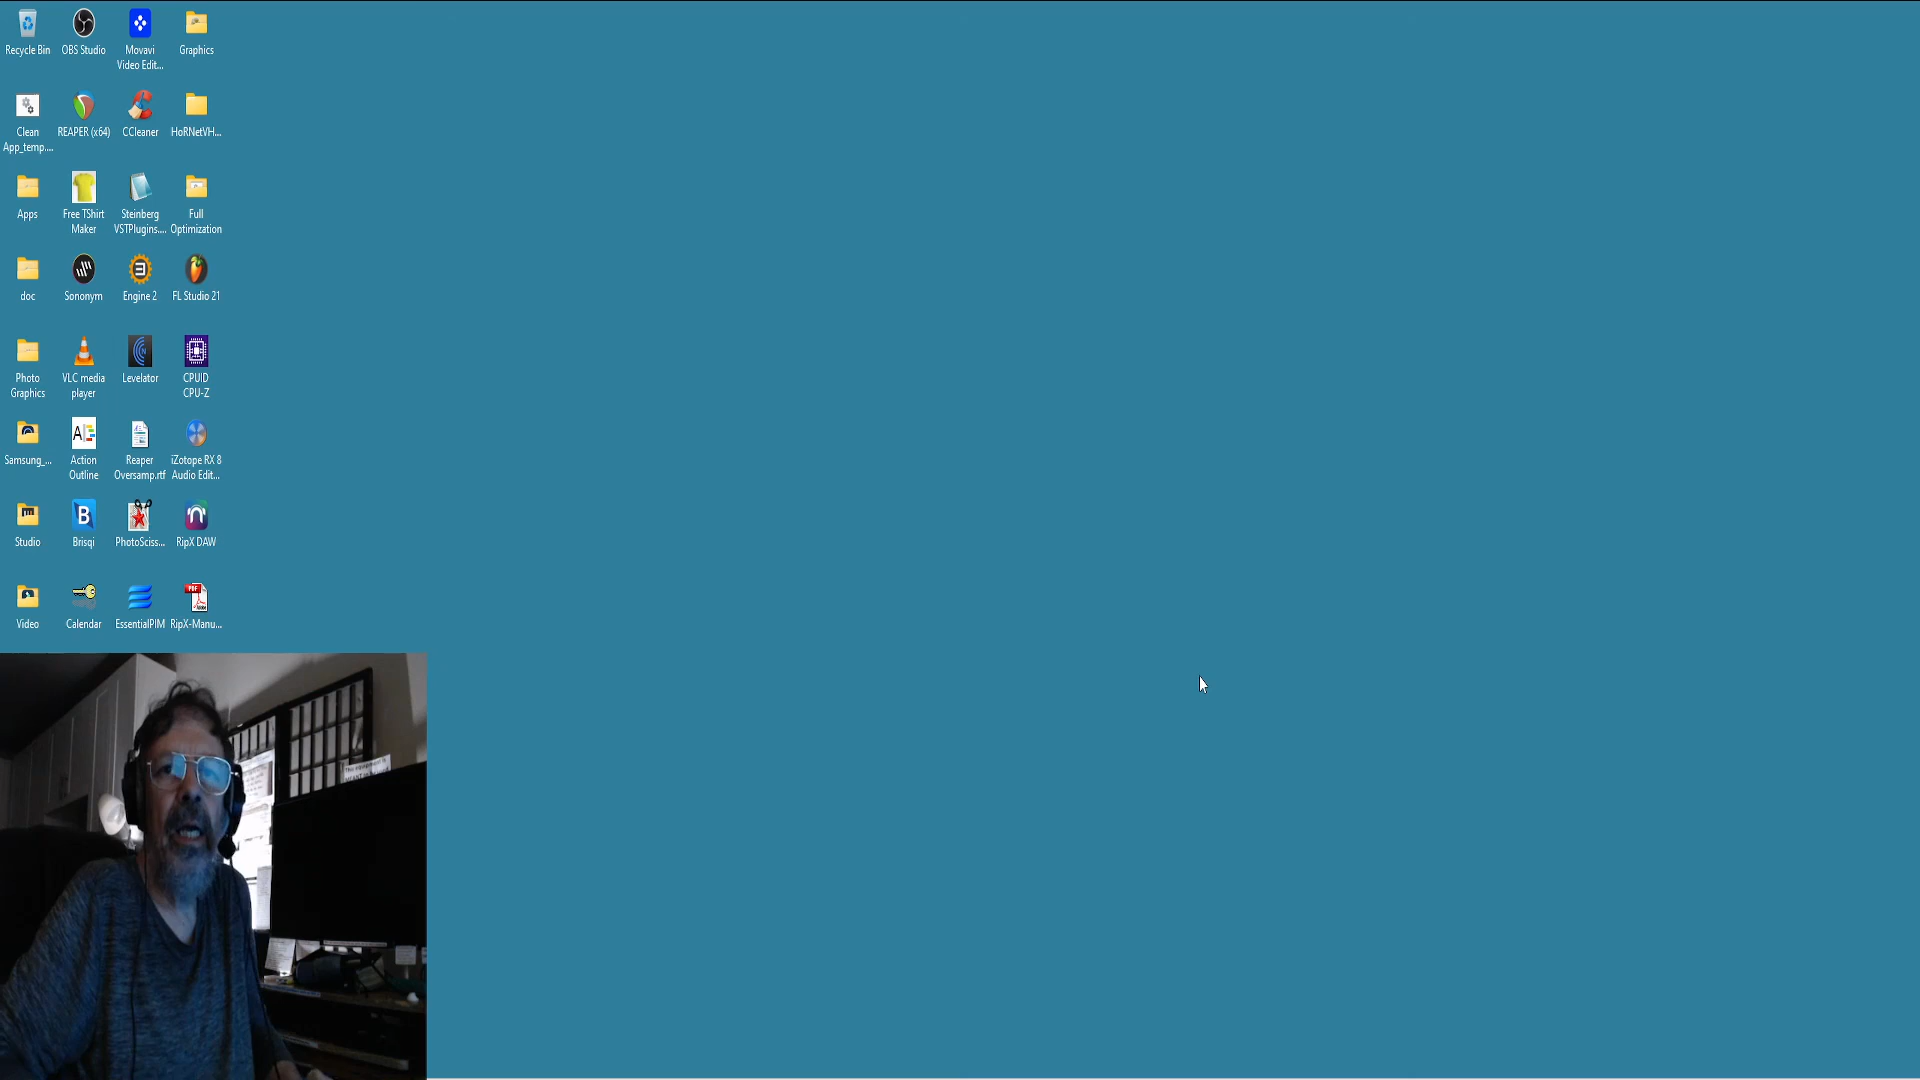 Recycle Bin
OBS Studio
Movavi
Video Edit...
Graphics
Clean
App_temp....
REAPER (x64)
CCleaner
HoRNetVH...
Apps
Free TShirt
Maker
Steinberg
VSTPlugins....
Full
Optimization
doc
Sononym
Engine 2
FL Studio 21
Photo
Graphics
VLC media
player
Levelator
CPUID
CPU-Z
Samsung_...
Action
Outline
Reaper
Oversamp.rtf
iZotope RX 8
Audio Edit...
Studio
Brisqi
PhotoSciss...
RipX DAW
Video
Calendar
EssentialPIM
RipX-Manu...
This equipment is